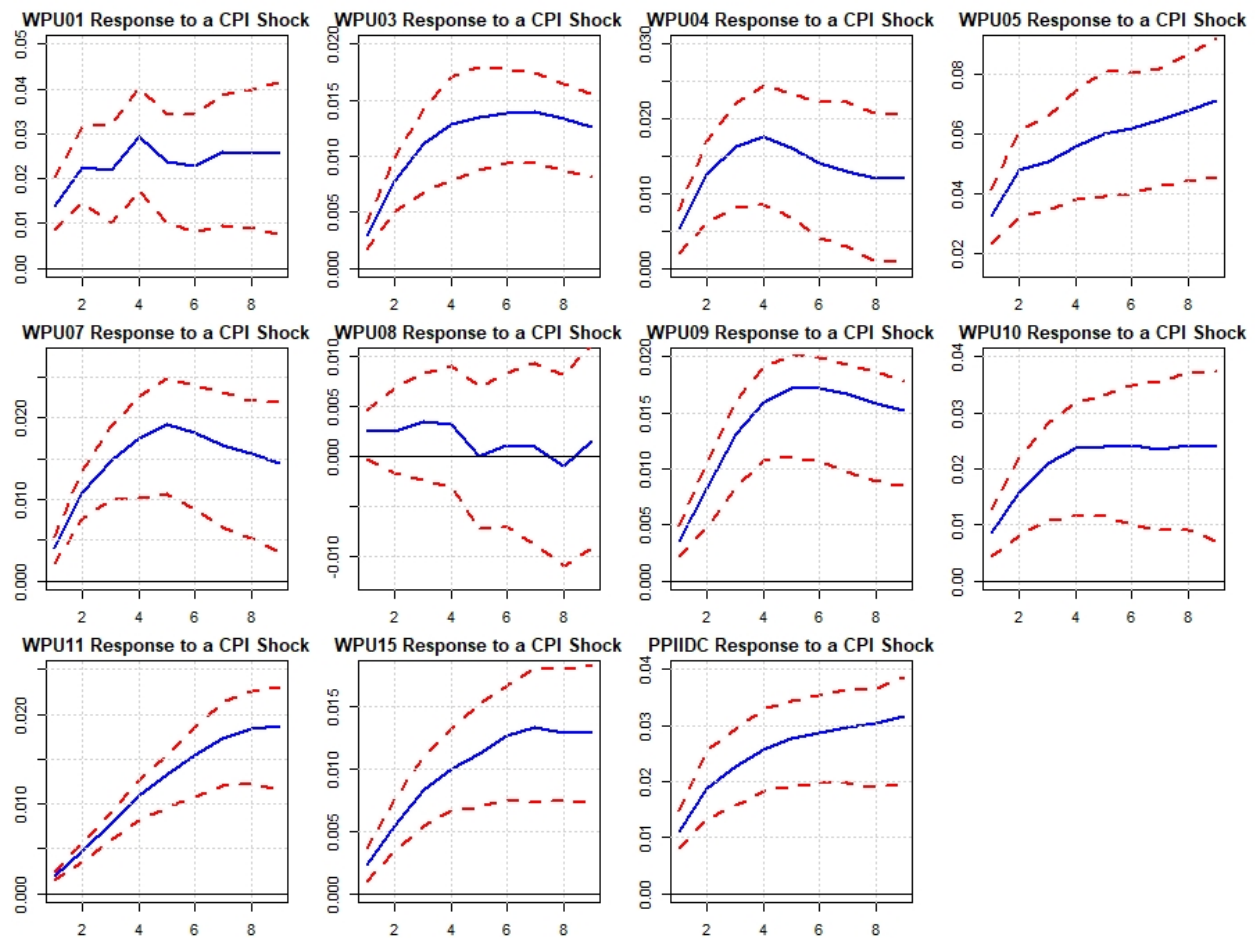 WPU01 Response to a CPI Shock
0.00 0.01 0.02 0.03 0.04 0.05
2 4 6 8
WPU03 Response to a CPI Shock
0.000 0.005 0.010 0.015 0.020
2 4 6 8
WPU04 Response to a CPI Shock
0.000 0.010 0.020 0.030
2 4 6 8
WPU05 Response to a CPI Shock
0.02 0.04 0.06 0.08
2 4 6 8
WPU07 Response to a CPI Shock
0.000 0.010 0.020
2 4 6 8
WPU08 Response to a CPI Shock
-0.010 0.000 0.005 0.010
2 4 6 8
WPU09 Response to a CPI Shock
0.000 0.005 0.010 0.015 0.020
2 4 6 8
WPU10 Response to a CPI Shock
0.00 0.01 0.02 0.03 0.04
2 4 6 8
WPU11 Response to a CPI Shock
0.000 0.010 0.020
2 4 6 8
WPU15 Response to a CPI Shock
0.000 0.005 0.010 0.015
2 4 6 8
PPIIDC Response to a CPI Shock
0.00 0.01 0.02 0.03 0.04
2 4 6 8